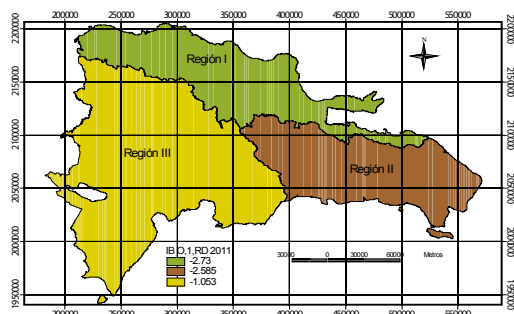 200000 250000 300000 350000 400000 450000 500000 550000
2200000 2200000
2150000 2150000
2100000 2100000
2050000 2050000
2000000 2000000
1950000 1950000
N
Región I
Región III
Región II
IB O,1,RD 2011
-2.73
-2.585
-1.053
30000 0 30000 60000 Metros
200000 250000 300000 350000 400000 450000 500000 550000